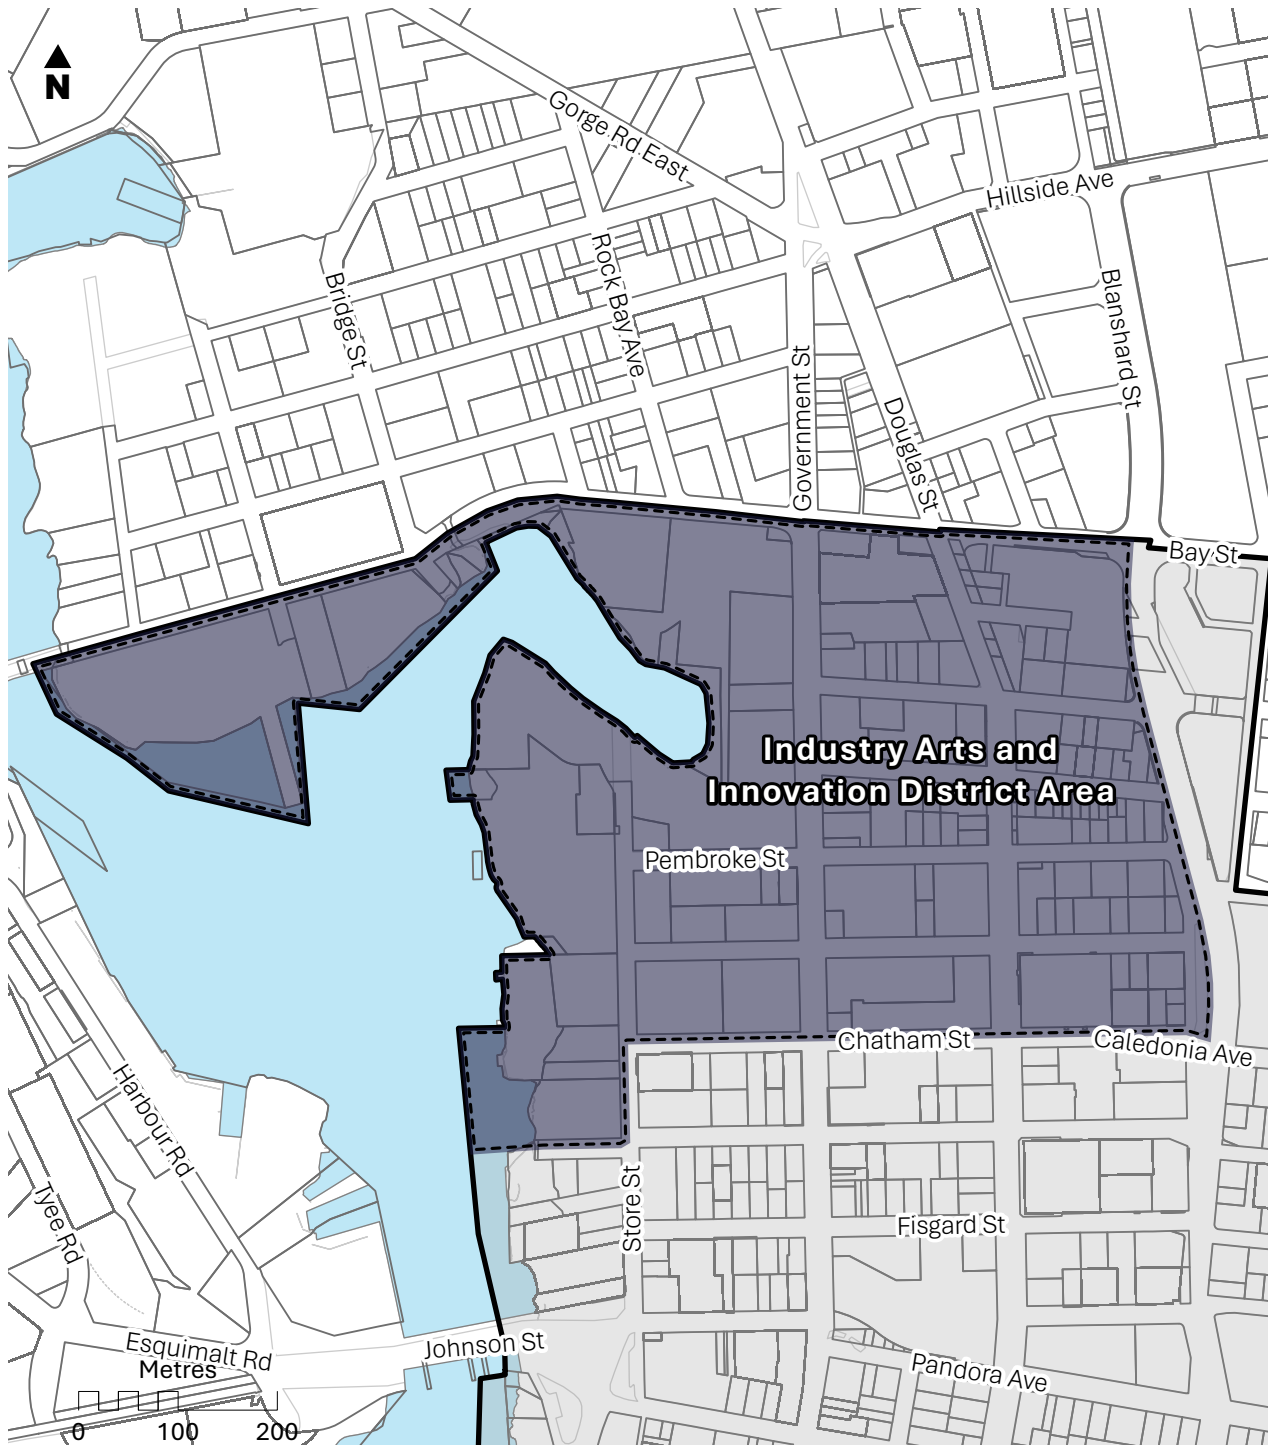 N
Gorge Rd East
Hillside Ave
Rock Bay Ave
Bridge St
Blanshard St
Government St
Douglas St
Bay St
Industry Arts and
Innovation District Area
Pembroke St
Chatham St
Caledonia Ave
Harbour Rd
Tyee Rd
Store St
Fisgard St
Esquimalt Rd
Johnson St
Pandora Ave
Metres
0 100 200